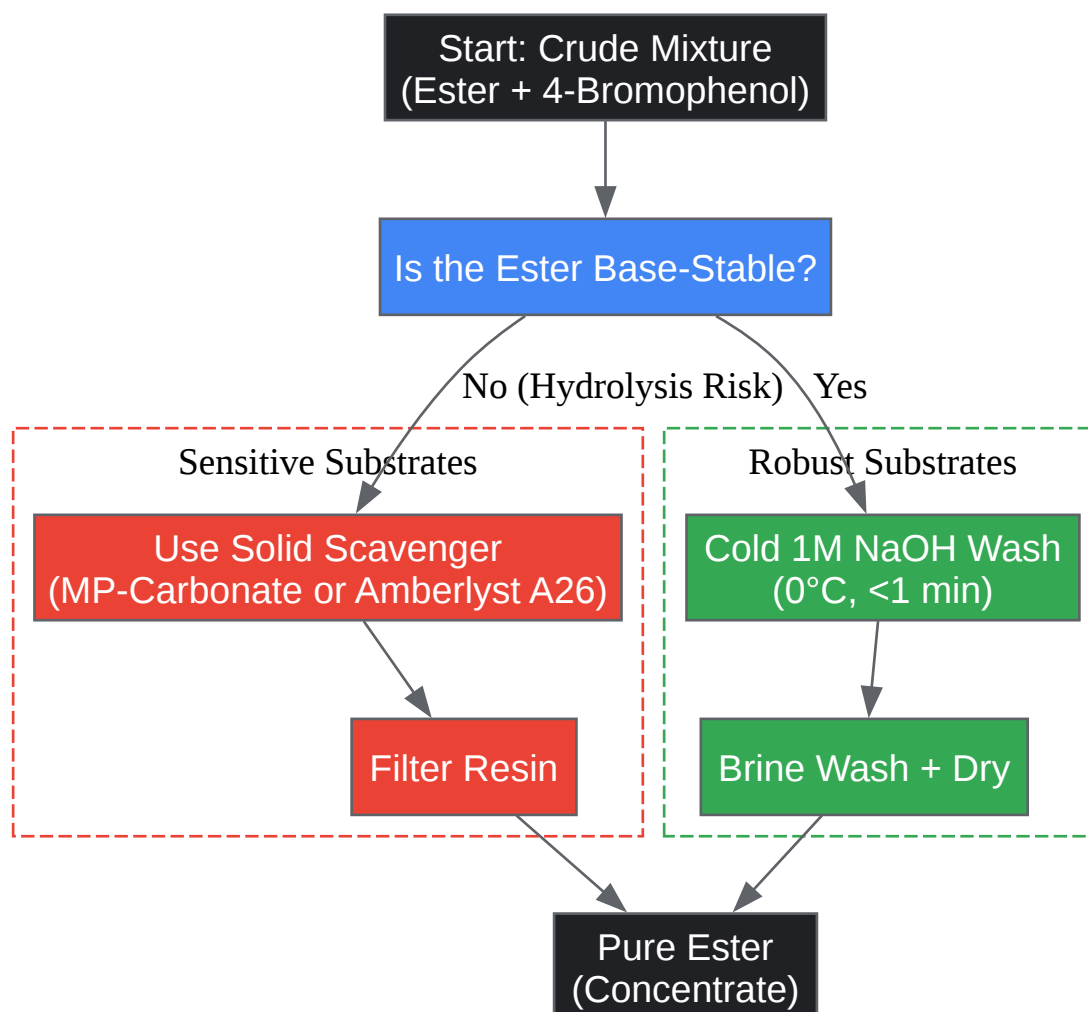 Start: Crude Mixture
(Ester + 4-Bromophenol)
Is the Ester Base-Stable?
No (Hydrolysis Risk)
Yes
Sensitive Substrates
Robust Substrates
Use Solid Scavenger
(MP-Carbonate or Amberlyst A26)
Cold 1M NaOH Wash
(0°C, <1 min)
Filter Resin
Brine Wash + Dry
Pure Ester
(Concentrate)